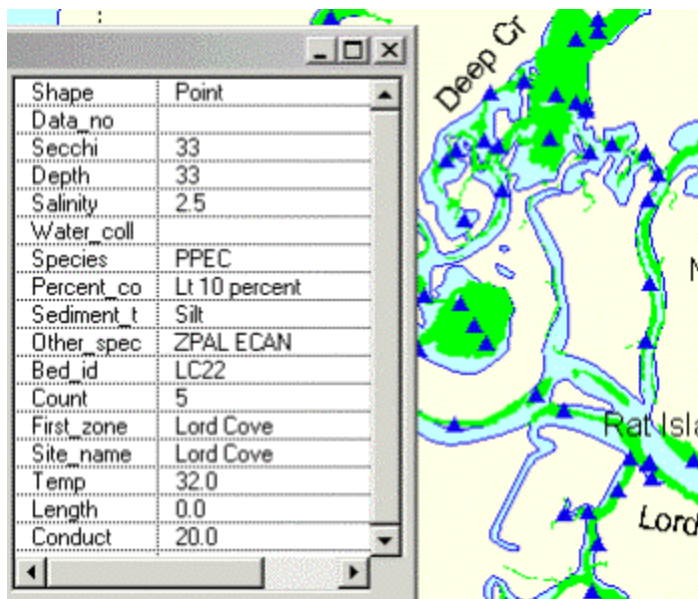 Shape Point
Data_no
Secchi 33
Depth 33
Salinity 2.5
Water_coll
Species PPEC
Percent_co Lt 10 percent
Sediment_t Silt
Other_spec ZPAL ECAN
Bed_id LC22
Count 5
First_zone Lord Cove
Site_name Lord Cove
Temp 32.0
Length 0.0
Conduct 20.0
Deep Cr
Rat Isla
Lord